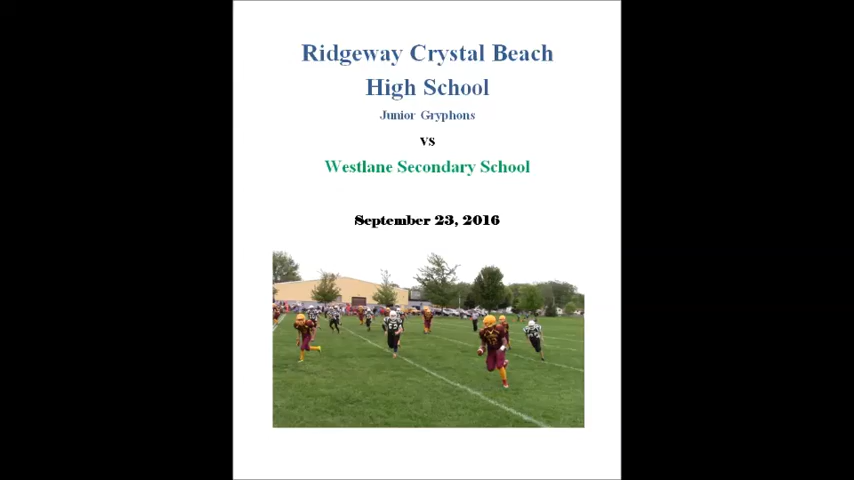 Ridgeway Crystal Beach
High School
Junior Gryphons
vs
Westlane Secondary School
September 23, 2016